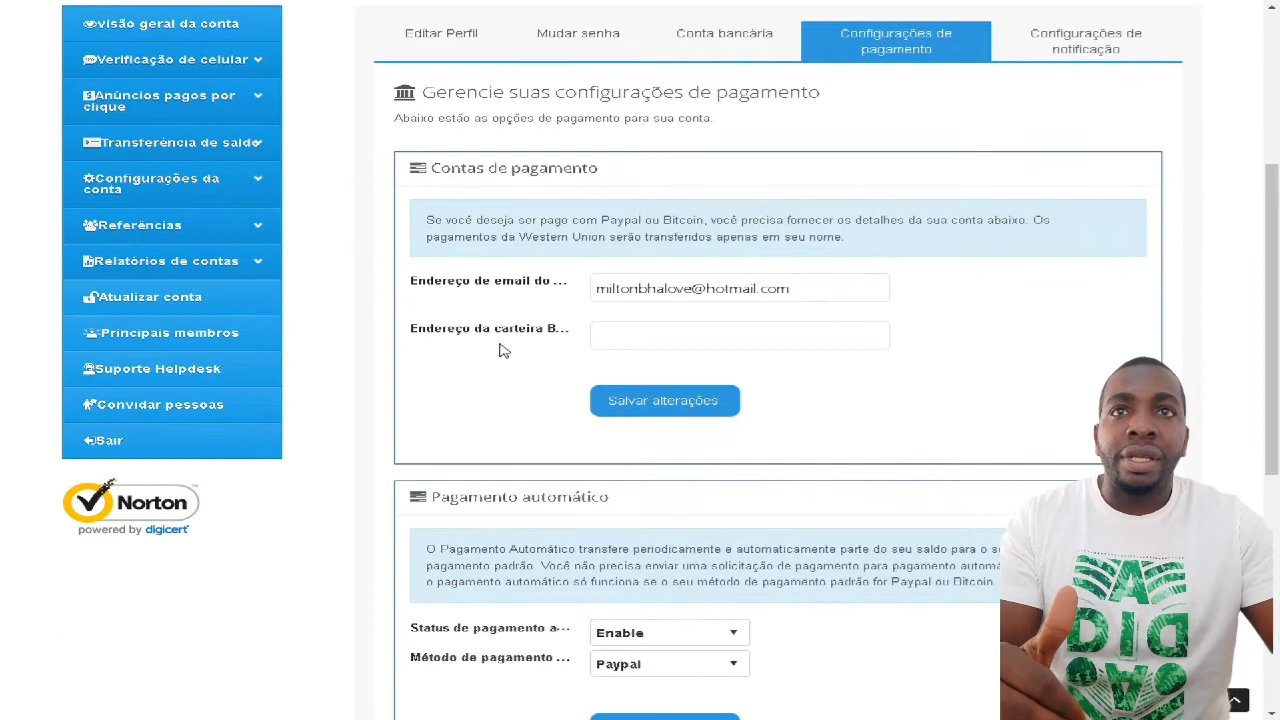 visão geral da conta
Verificação de celular
Anúncios pagos por
clique
Transferência de saldo
Configurações da
conta
Referências
Relatórios de contas
Atualizar conta
Principais membros
Suporte Helpdesk
Convidar pessoas
Sair
Norton
powered by digicert
Editar Perfil
Mudar senha
Conta bancária
Configurações de
pagamento
Configurações de
notificação
Gerencie suas configurações de pagamento
Abaixo estão as opções de pagamento para sua conta.
Contas de pagamento
Se você deseja ser pago com Paypal ou Bitcoin, você precisa fornecer os detalhes da sua conta abaixo. Os
pagamentos da Western Union serão transferidos apenas em seu nome.
Endereço de email do ...
miltonbhalove@hotmail.com
Endereço da carteira B...
Salvar alterações
Pagamento automático
O Pagamento Automático transfere periodicamente e automaticamente parte do seu saldo para o
pagamento padrão. Você não precisa enviar uma solicitação de pagamento para pagamento
o pagamento automático só funciona se o seu método de pagamento padrão for Paypal ou Bitcoin.
Status de pagamento a...
Enable
Método de pagamento ...
Paypal